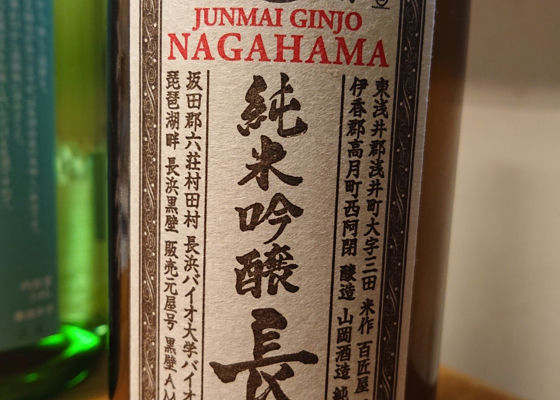 JUNMAI GINJO
NAGAHAMA
東浅井郡浅井町大字三田 米作 百匠屋
伊香郡高月町西阿閉 醸造 山岡酒造 純
純米吟醸 長
坂田郡六荘村田村 長浜バイオ大学バイオ
琵琶湖畔 長浜黒壁 販売元屋号 黒壁AM